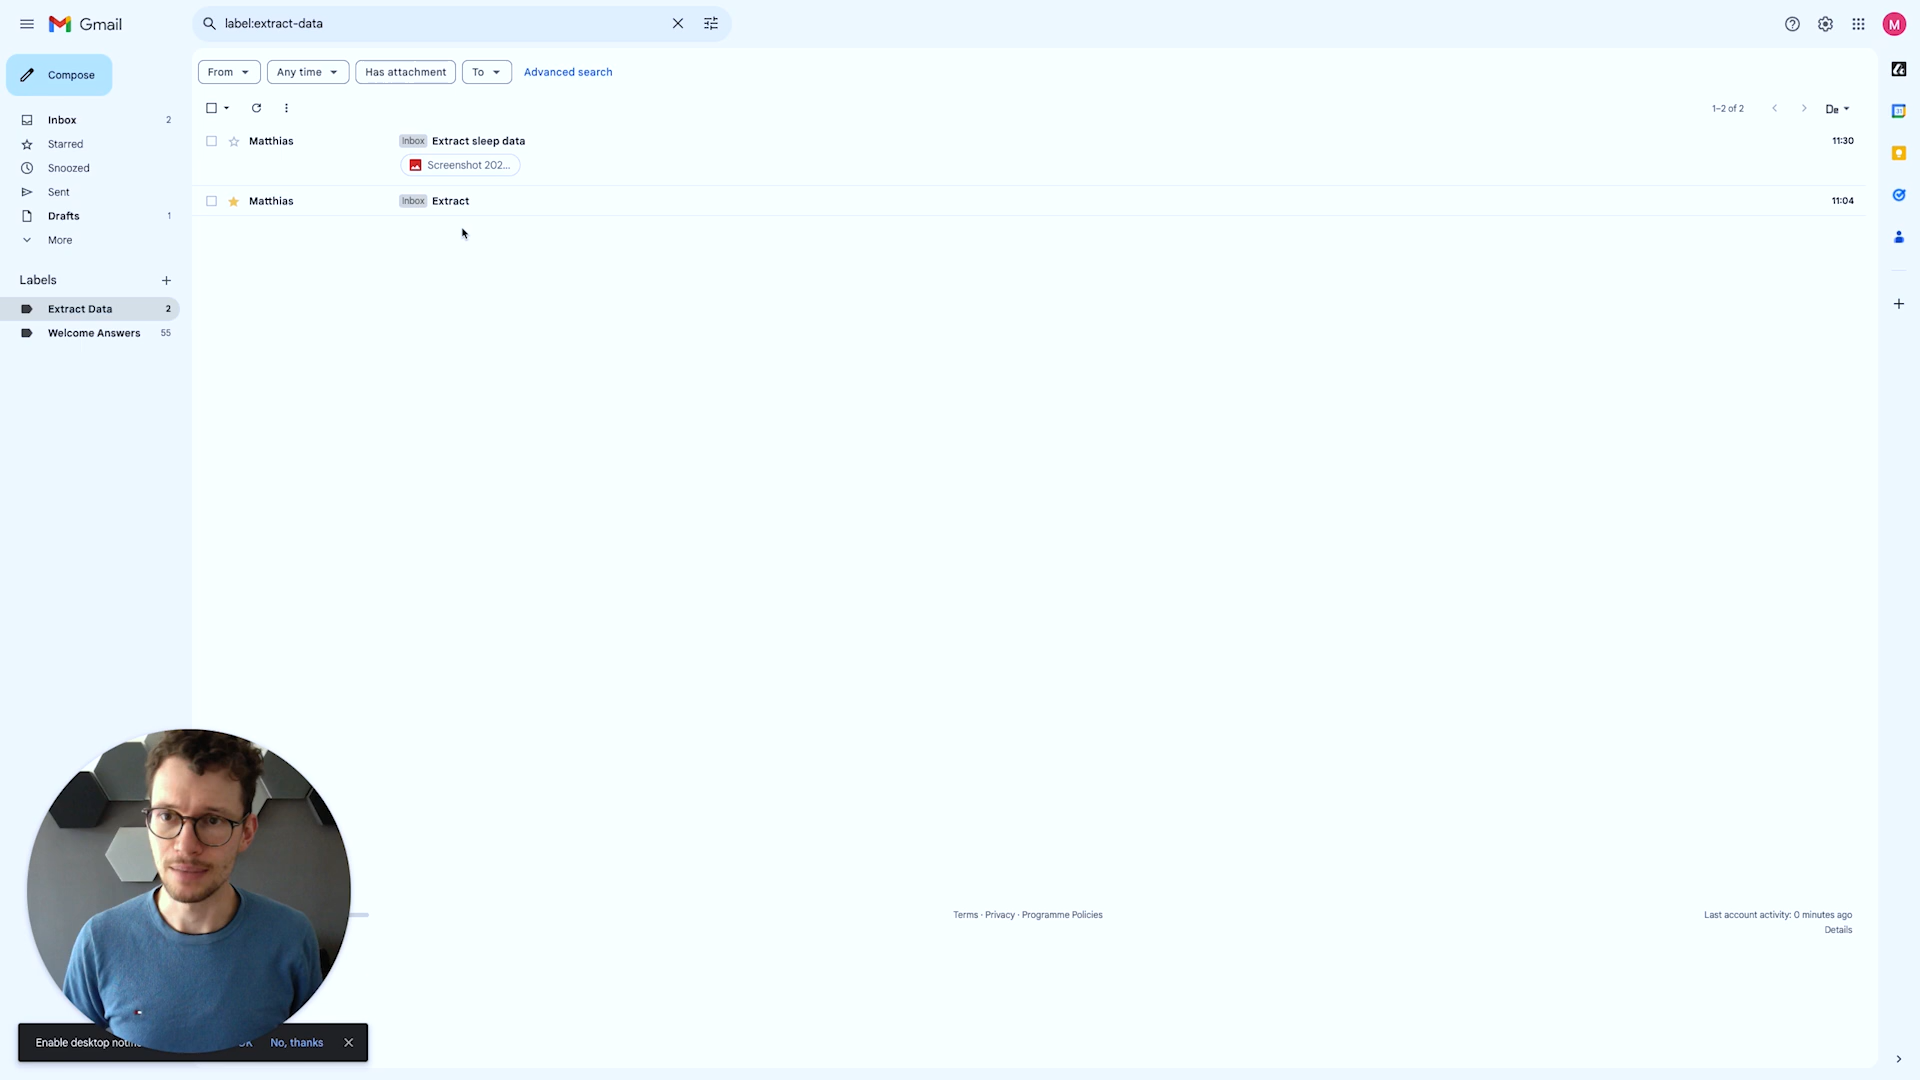 Gmail
label:extract-data
M
Compose
From
Any time
Has attachment
To
Advanced search
1–2 of 2
De
Inbox 2
Starred
Snoozed
Sent
Drafts 1
More
Matthias Inbox Extract sleep data 11:30
Screenshot 202...
Matthias Inbox Extract 11:04
Labels
Extract Data 2
Welcome Answers 55
Terms · Privacy · Programme Policies
Last account activity: 0 minutes ago
Details
Enable desktop No, thanks